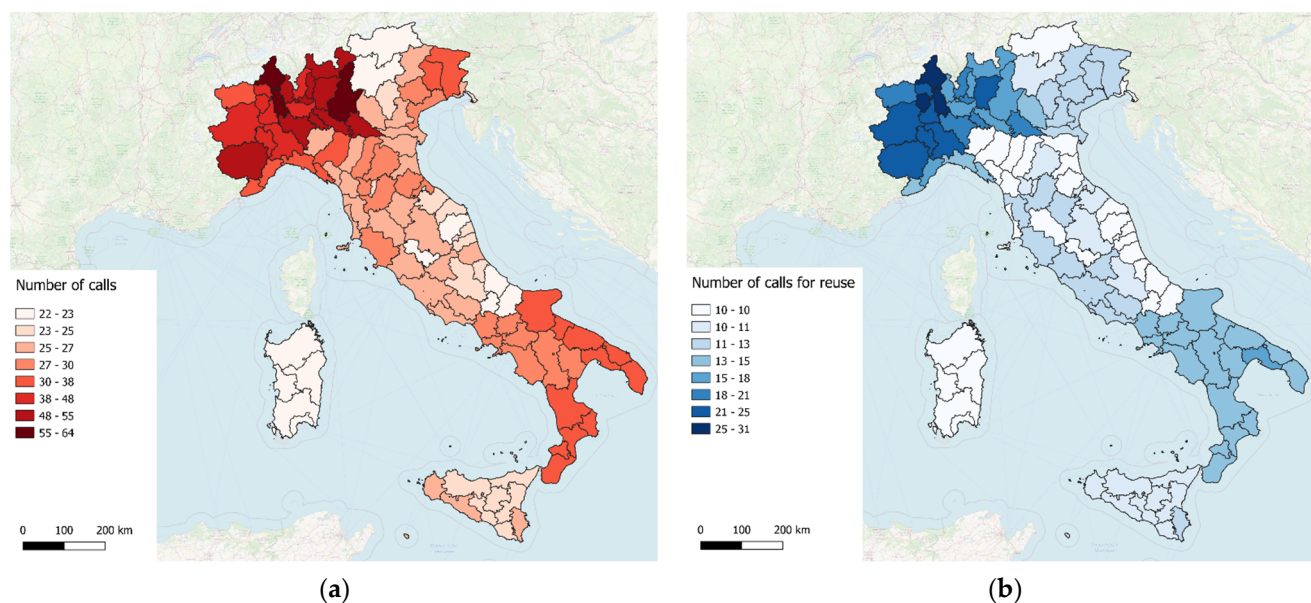 Number of calls
22 - 23
23 - 25
25 - 27
27 - 30
30 - 38
38 - 48
48 - 55
55 - 64
0 100 200 km
(a)
Number of calls for reuse
10 - 10
10 - 11
11 - 13
13 - 15
15 - 18
18 - 21
21 - 25
25 - 31
0 100 200 km
(b)